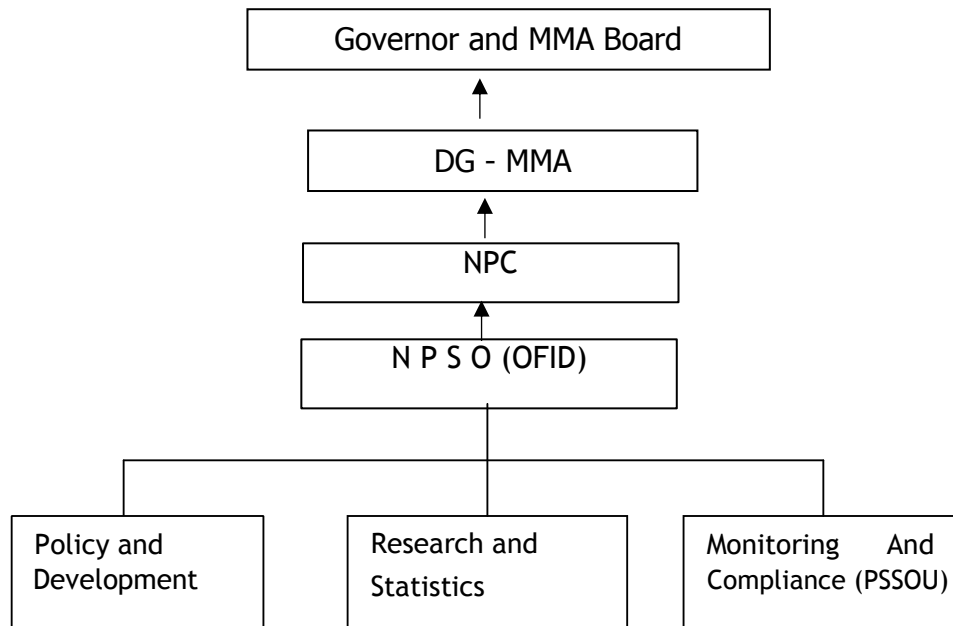 Governor and MMA Board
DG - MMA
NPC
N P S O (OFID)
Policy and
Development
Research and
Statistics
Monitoring And
Compliance (PSSOU)